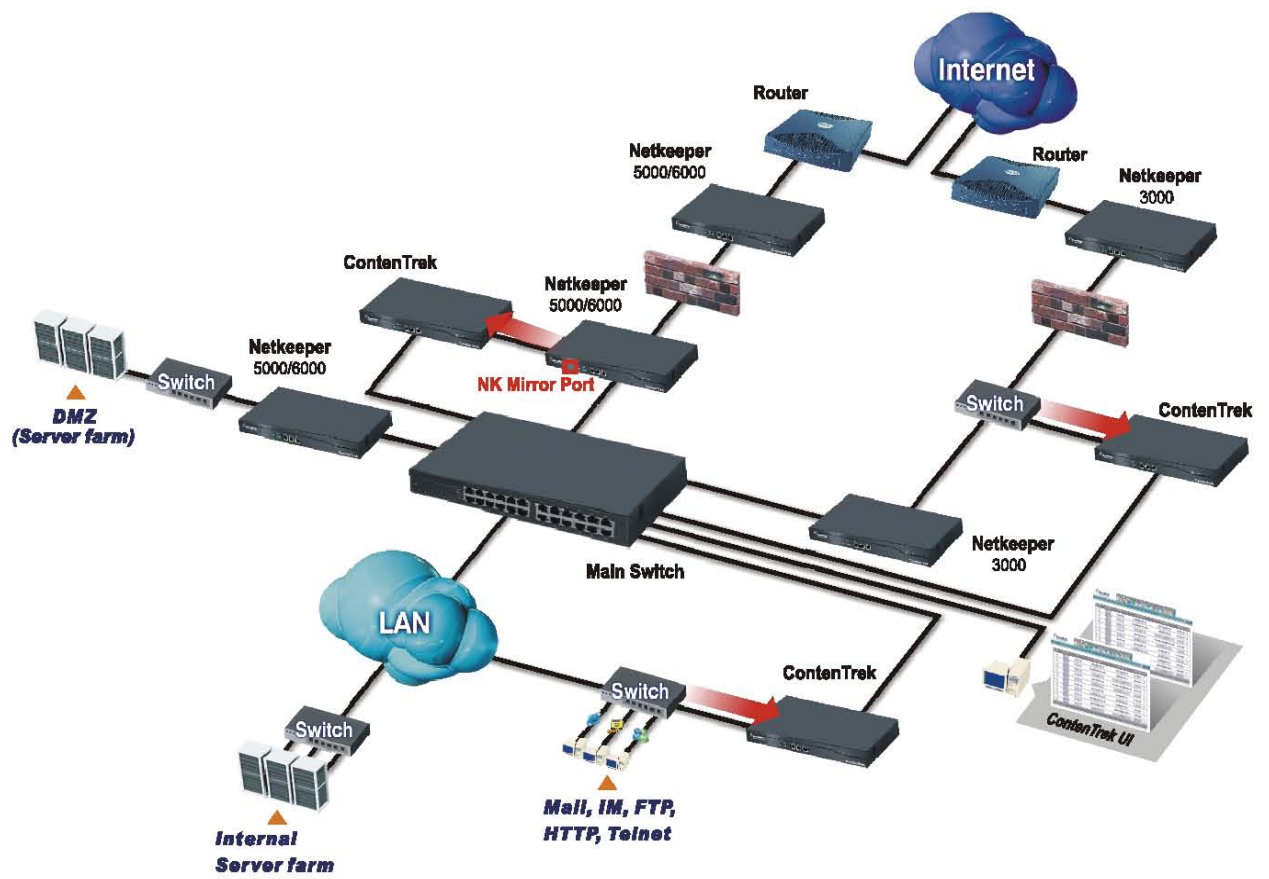 Internet
Router
Router
Netkeeper
5000/6000
Netkeeper
3000
ContenTrek
Netkeeper
5000/6000
NK Mirror Port
Netkeeper
5000/6000
Switch
DMZ
(Server farm)
Switch
ContenTrek
Netkeeper
3000
Main Switch
LAN
ContenTrek
Switch
Switch
ContenTrek UI
Mail, IM, FTP,
HTTP, Telnet
Internal
Server farm